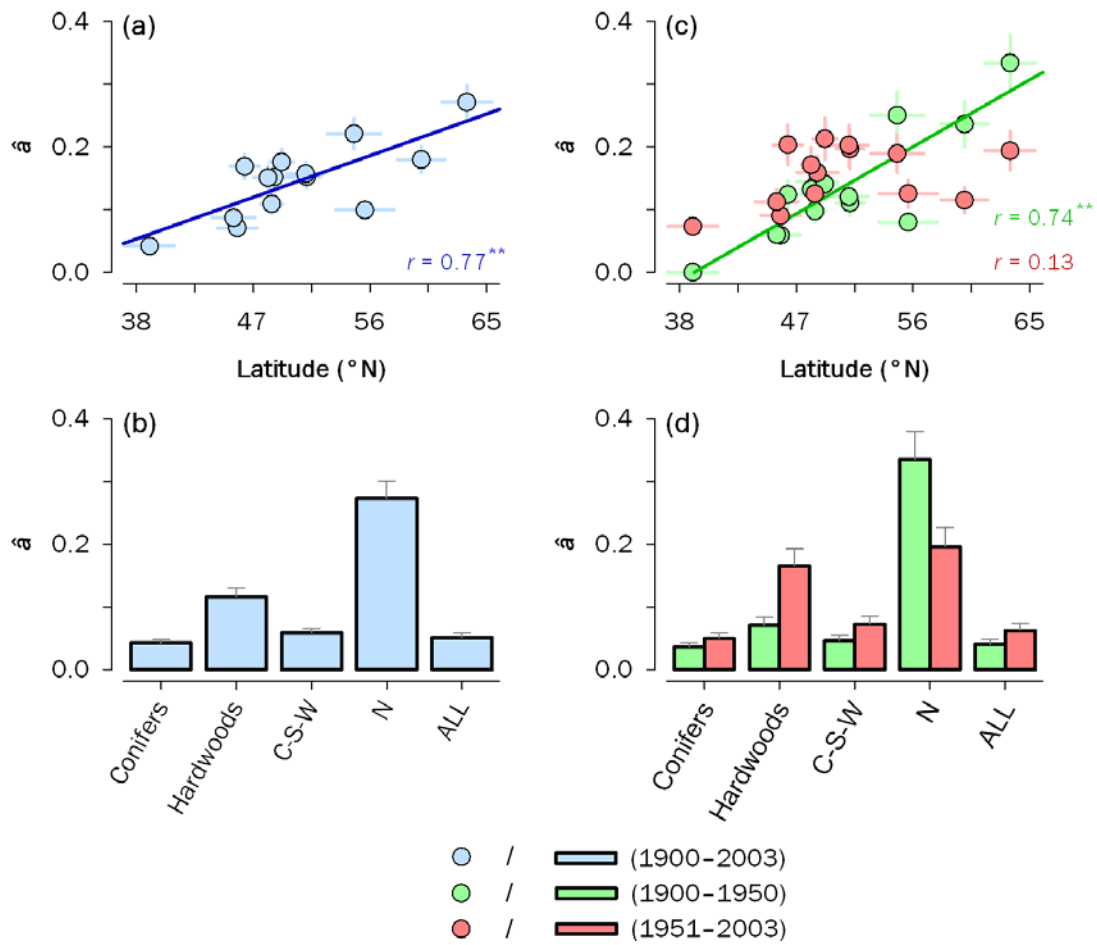 (a)
0.4
0.2
0.0
â
r = 0.77**
38 47 56 65
Latitude (°N)
(c)
0.4
0.2
0.0
â
r = 0.74**
r = 0.13
38 47 56 65
Latitude (°N)
(b)
0.4
0.2
0.0
â
Conifers
Hardwoods
C-S-W
N
ALL
(d)
0.4
0.2
0.0
â
Conifers
Hardwoods
C-S-W
N
ALL
/ (1900–2003)
/ (1900–1950)
/ (1951–2003)